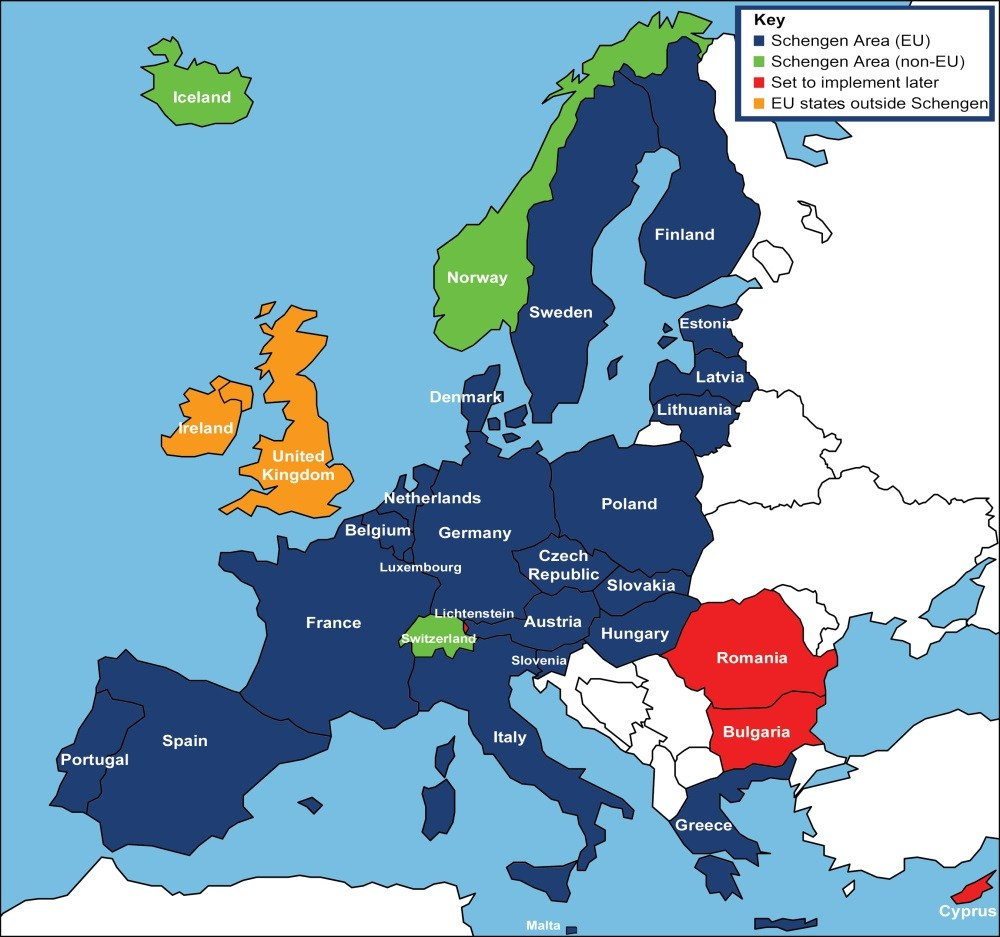 Key
Schengen Area (EU)
Schengen Area (non-EU)
Set to implement later
EU states outside Schengen
Iceland
Finland
Norway
Sweden
Estonia
Latvia
Denmark
Lithuania
Ireland
United
Kingdom
Netherlands
Poland
Belgium
Germany
Czech
Republic
Luxembourg
Slovakia
Lichtenstein
France
Austria
Switzerland
Hungary
Slovenia
Romania
Bulgaria
Italy
Spain
Portugal
Greece
Cyprus
Malta